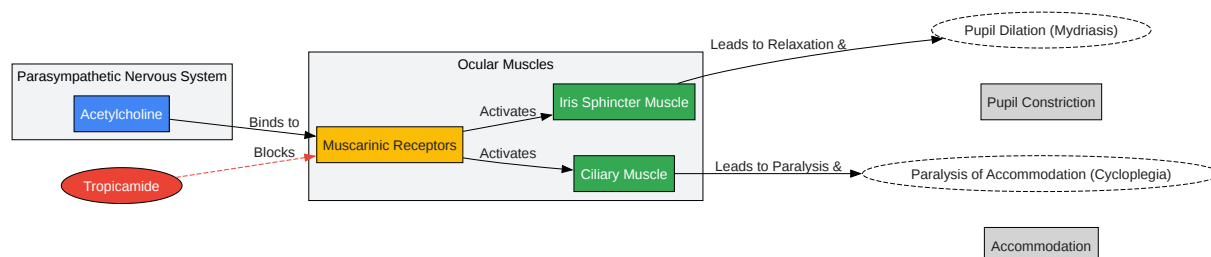 Parasympathetic Nervous System
Acetylcholine
Tropicamide
Binds to
Blocks
Ocular Muscles
Muscarinic Receptors
Activates
Activates
Iris Sphincter Muscle
Ciliary Muscle
Leads to Relaxation &
Leads to Paralysis &
Pupil Dilation (Mydriasis)
Pupil Constriction
Paralysis of Accommodation (Cycloplegia)
Accommodation